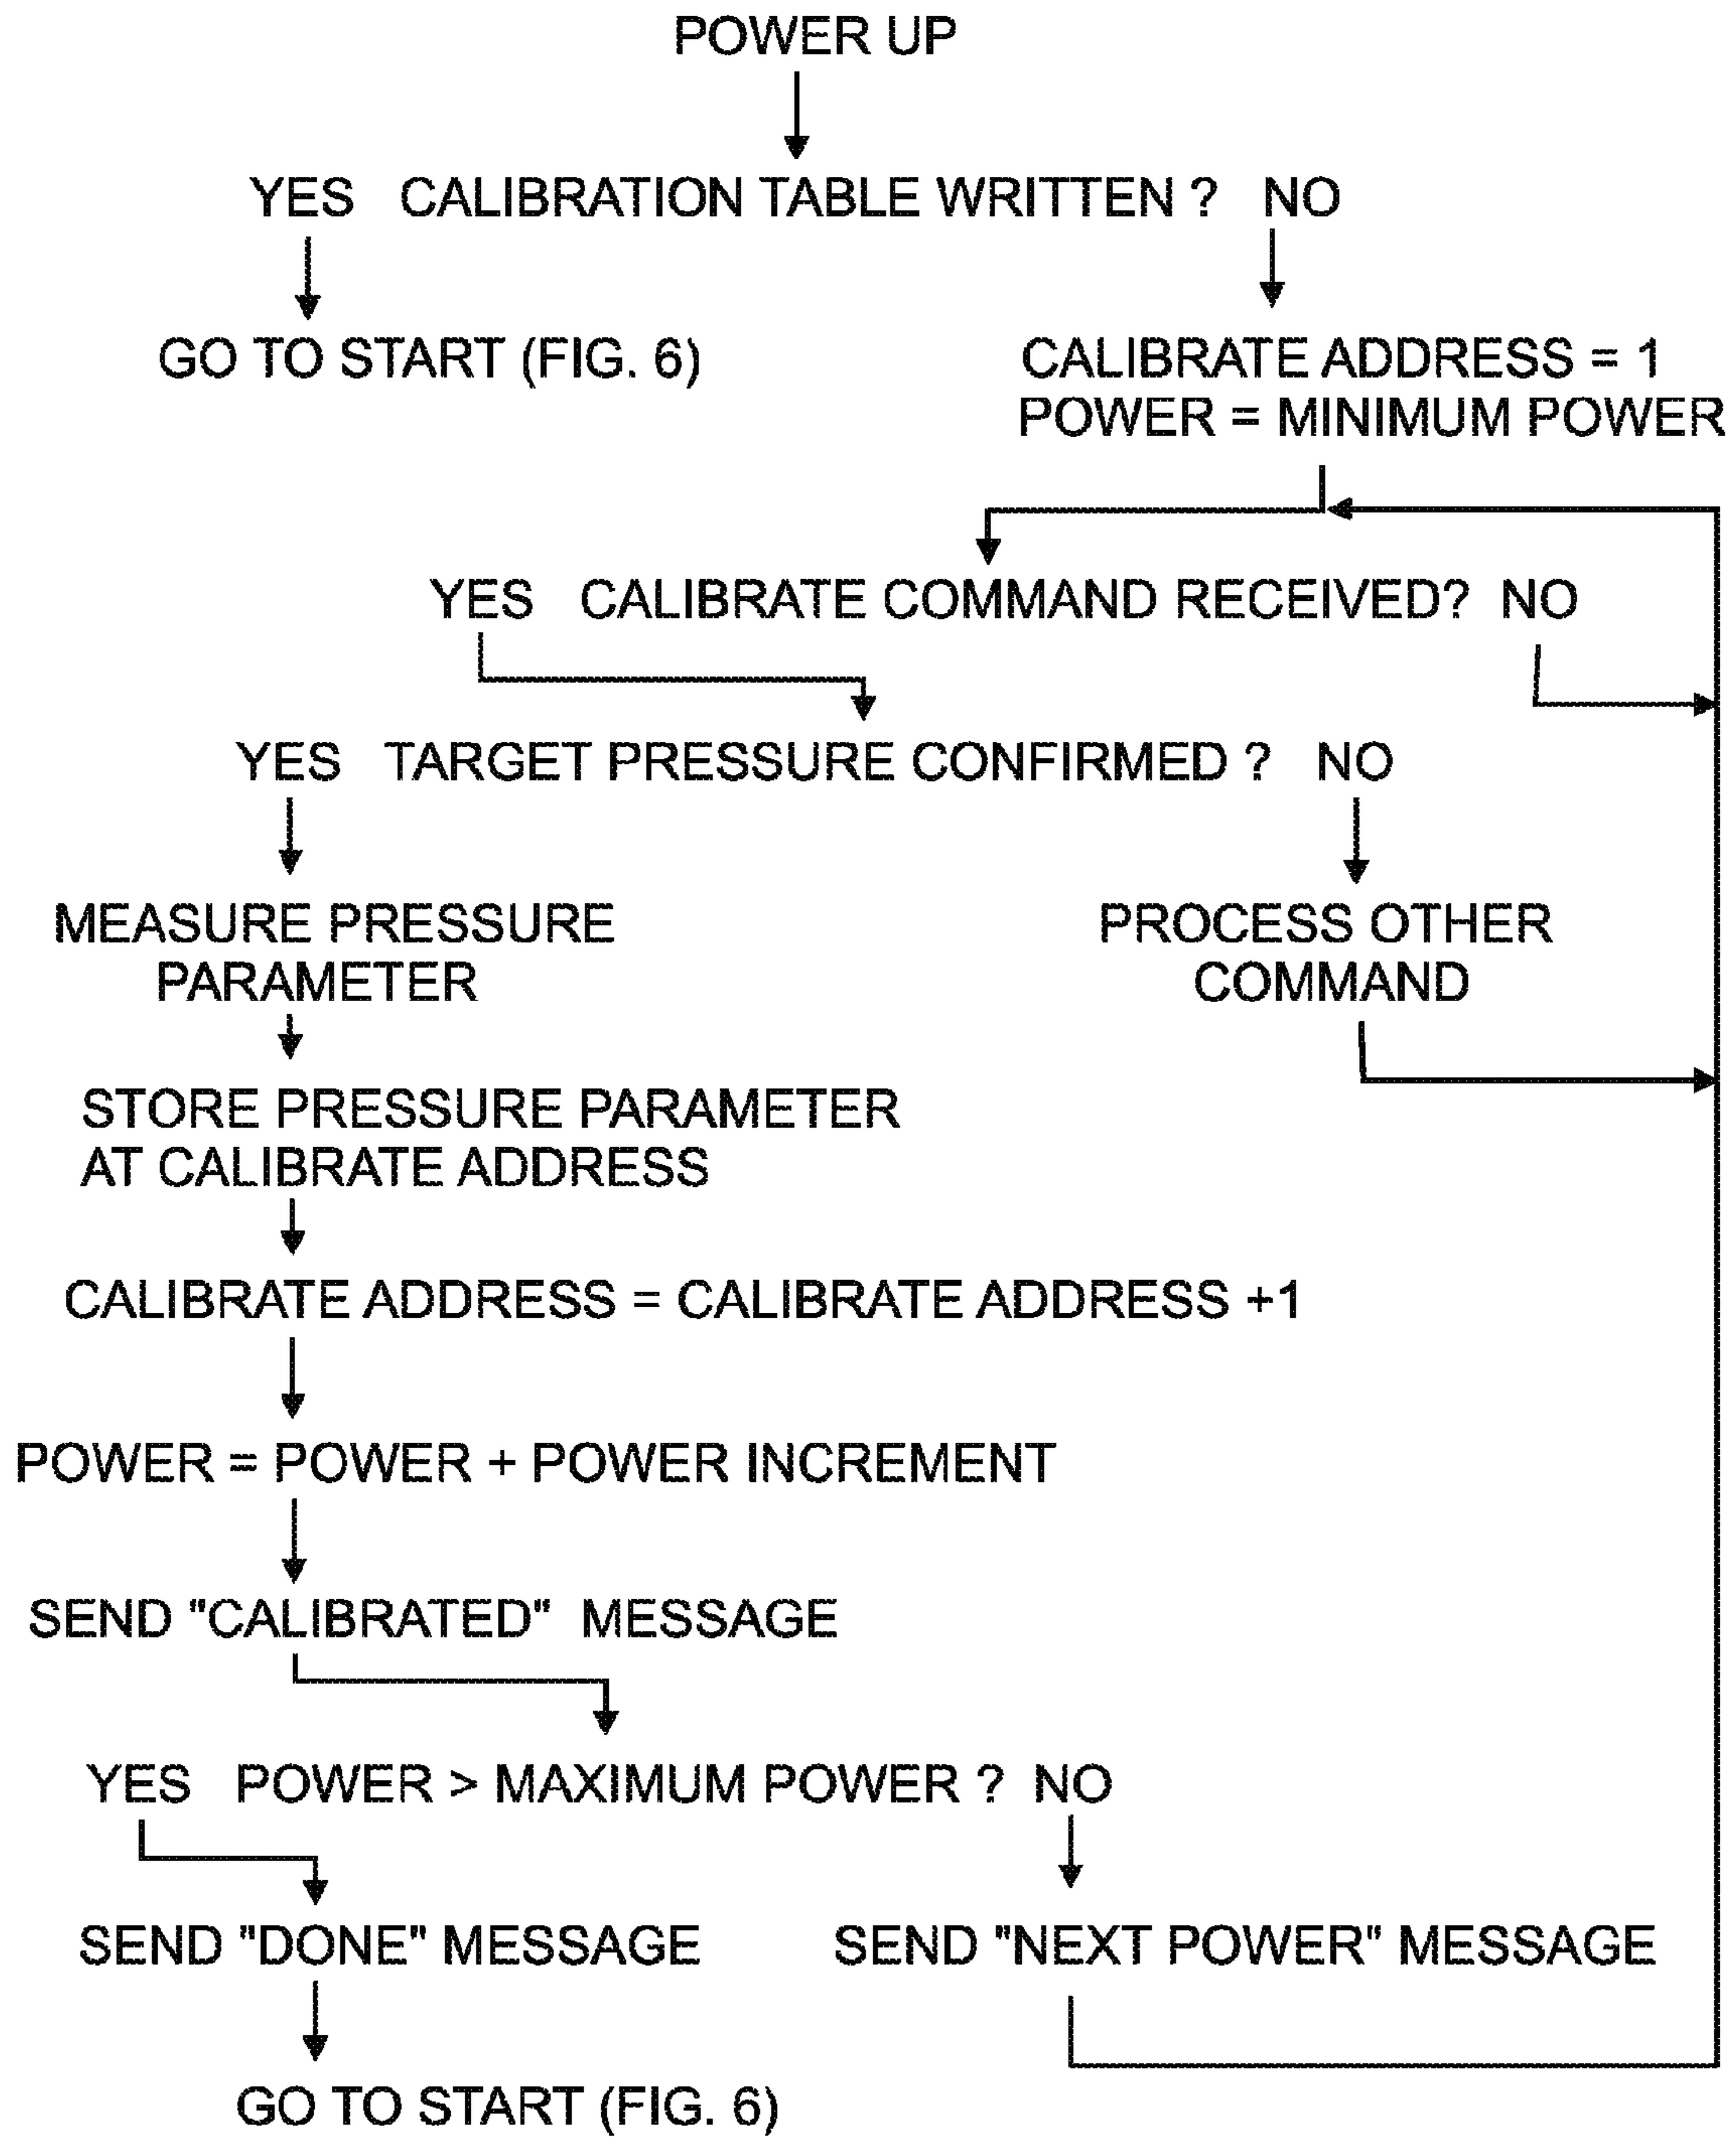 POWER UP
YES CALIBRATION TABLE WRITTEN ? NO
GO TO START (FIG. 6)
CALIBRATE ADDRESS = 1
POWER = MINIMUM POWER
YES CALIBRATE COMMAND RECEIVED? NO
YES TARGET PRESSURE CONFIRMED ? NO
MEASURE PRESSURE
PARAMETER
PROCESS OTHER
COMMAND
STORE PRESSURE PARAMETER
AT CALIBRATE ADDRESS
CALIBRATE ADDRESS = CALIBRATE ADDRESS +1
POWER = POWER + POWER INCREMENT
SEND "CALIBRATED" MESSAGE
YES POWER > MAXIMUM POWER ? NO
SEND "DONE" MESSAGE
SEND "NEXT POWER" MESSAGE
GO TO START (FIG. 6)